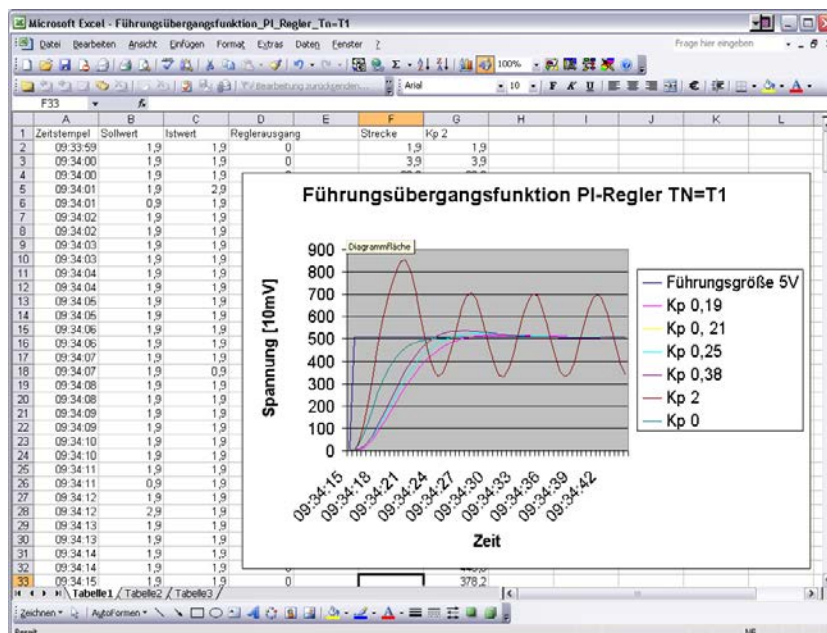 Microsoft Excel - Führungsübergangsfunktion_PI_Regler_Tn=T1
Datei Bearbeiten Ansicht Einfügen Format Extras Daten Fenster ?
Frage hier eingeben
100%
Bearbeitung zurücksenden...
Arial 10 F K U
F33 fx
A B C D E F G H I J K L
1 Zeitstempel Sollwert Istwert Reglerausgang Strecke Kp 2
2 09:33:59 1,9 1,9 0 1,9 1,9
3 09:34:00 1,9 1,9 0 3,9 3,9
4 09:34:00 1,9 1,9
5 09:34:01 1,9 2,9
6 09:34:01 0,9 1,9
7 09:34:02 1,9 1,9
8 09:34:02 1,9 1,9
9 09:34:03 1,9 1,9
10 09:34:03 1,9 1,9
11 09:34:04 1,9 1,9
12 09:34:04 1,9 1,9
13 09:34:05 1,9 1,9
14 09:34:05 1,9 1,9
15 09:34:06 1,9 1,9
16 09:34:06 1,9 1,9
17 09:34:07 1,9 1,9
18 09:34:07 1,9 0,9
19 09:34:08 1,9 1,9
20 09:34:08 1,9 1,9
21 09:34:09 1,9 1,9
22 09:34:09 1,9 1,9
23 09:34:10 1,9 1,9
24 09:34:10 1,9 1,9
25 09:34:11 1,9 1,9
26 09:34:11 0,9 1,9
27 09:34:12 1,9 1,9
28 09:34:12 2,9 1,9
29 09:34:13 1,9 1,9
30 09:34:13 1,9 1,9
31 09:34:14 1,9 1,9
32 09:34:14 1,9 1,9 0
33 09:34:15 1,9 1,9 0 378,2
Führungsübergangsfunktion PI-Regler TN=T1
Diagrammfläche
Spannung [10mV]
900
800
700
600
500
400
300
200
100
0
09:34:15
09:34:18
09:34:21
09:34:24
09:34:27
09:34:30
09:34:33
09:34:36
09:34:39
09:34:42
Zeit
Führungsgröße 5V
Kp 0,19
Kp 0, 21
Kp 0,25
Kp 0,38
Kp 2
Kp 0
Tabelle1 / Tabelle2 / Tabelle3
Zeichnen AutoFormen
Bereit NF